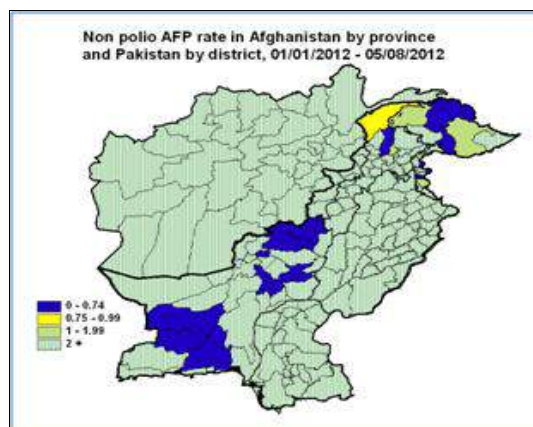 Non polio AFP rate in Afghanistan by province
and Pakistan by district, 01/01/2012 - 05/08/2012
0 - 0.74
0.75 - 0.99
1 - 1.99
2 +